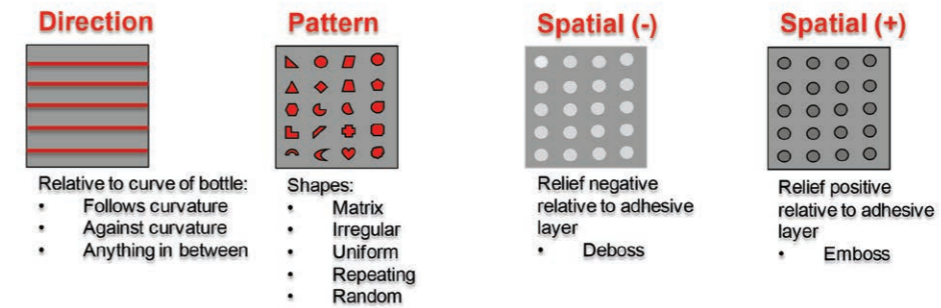 Direction
Relative to curve of bottle:
• Follows curvature
• Against curvature
• Anything in between
Pattern
Shapes:
• Matrix
• Irregular
• Uniform
• Repeating
• Random
Spatial (-)
Relief negative
relative to adhesive
layer
• Deboss
Spatial (+)
Relief positive
relative to adhesive
layer
• Emboss